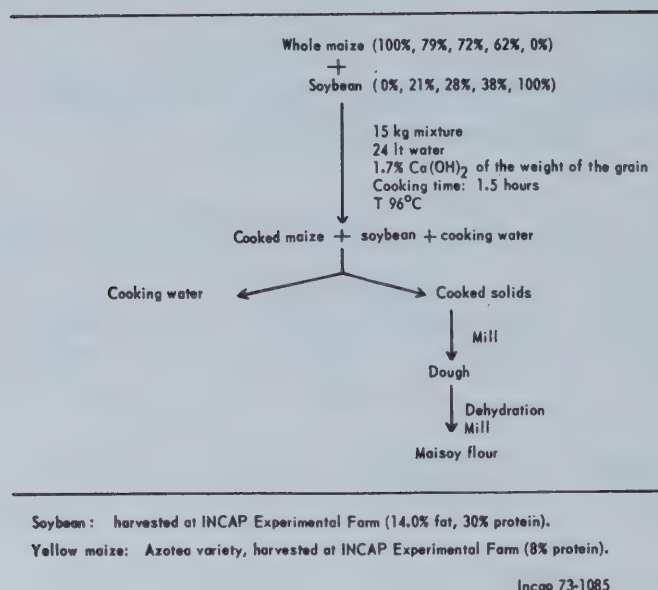 Whole maize (100%, 79%, 72%, 62%, 0%)
+
Soybean (0%, 21%, 28%, 38%, 100%)
15 kg mixture
24 lt water
1.7% Ca(OH)2 of the weight of the grain
Cooking time: 1.5 hours
T 96°C
Cooked maize + soybean + cooking water
Cooking water
Cooked solids
Mill
Dough
Dehydration
Mill
Maisoy flour
Soybean: harvested at INCAP Experimental Farm (14.0% fat, 30% protein).
Yellow maize: Azotea variety, harvested at INCAP Experimental Farm (8% protein).
Incap 73-1085